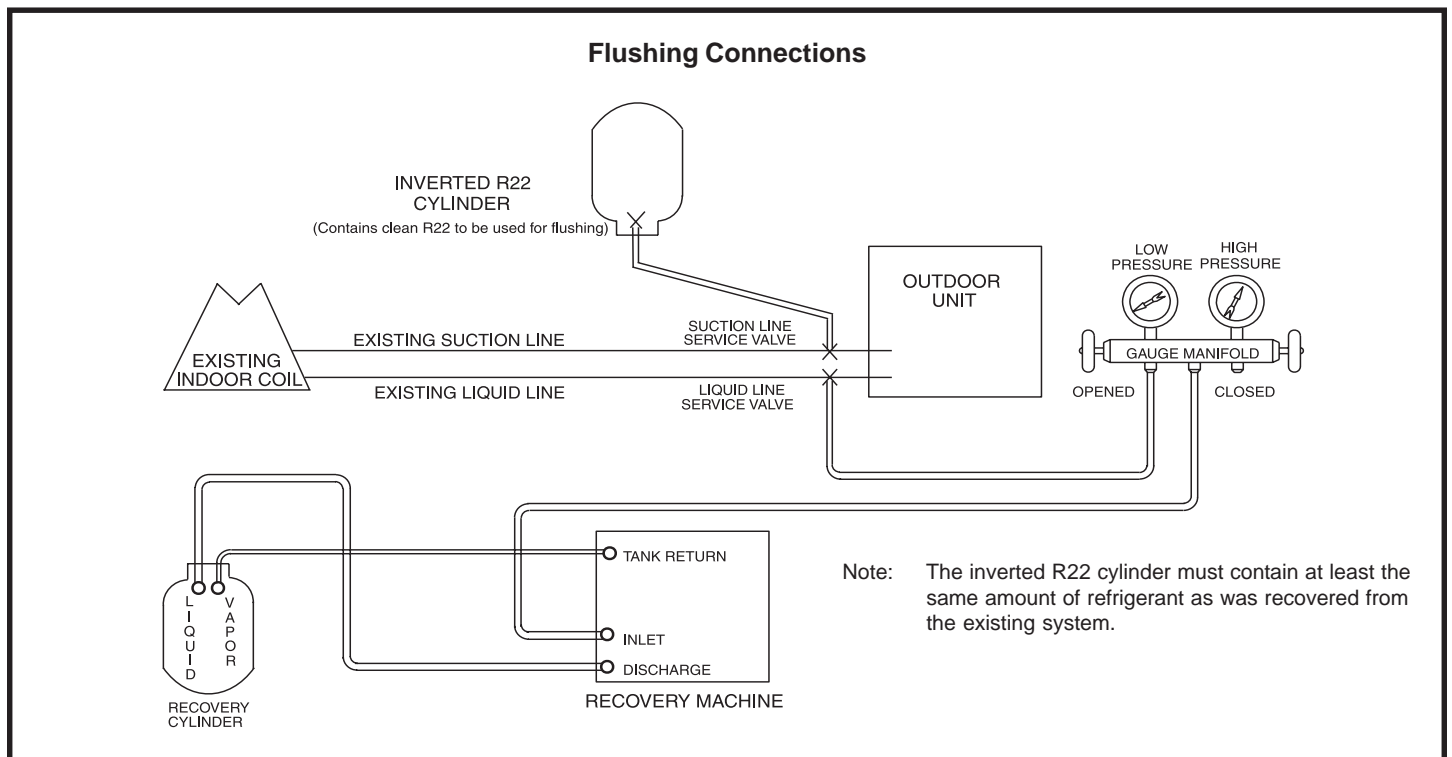 Flushing Connections
INVERTED R22
CYLINDER
(Contains clean R22 to be used for flushing)
LOW
PRESSURE
HIGH
PRESSURE
OUTDOOR
UNIT
EXISTING SUCTION LINE
SUCTION LINE
SERVICE VALVE
GAUGE MANIFOLD
EXISTING
INDOOR COIL
EXISTING LIQUID LINE
LIQUID LINE
SERVICE VALVE
OPENED
CLOSED
TANK RETURN
INLET
DISCHARGE
RECOVERY MACHINE
LIQUID
VAPOR
RECOVERY
CYLINDER
Note: The inverted R22 cylinder must contain at least the
same amount of refrigerant as was recovered from
the existing system.